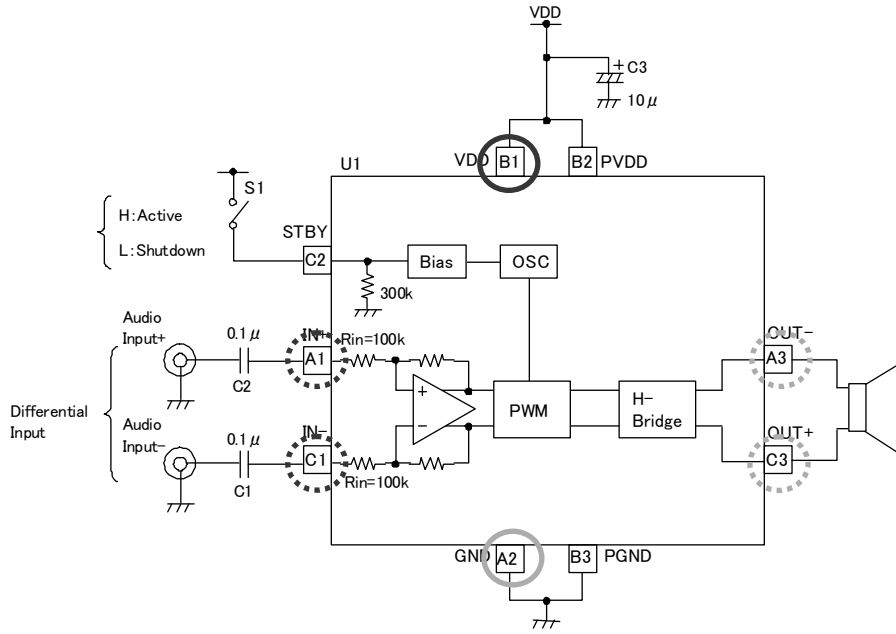 VDD
+ C3
10μ
VDD B1
B2 PVDD
U1
S1
H:Active
L:Shutdown
STBY
C2
Bias
OSC
300k
Audio
Input+
0.1μ
C2
IN+
A1
Rin=100k
+
−
PWM
H-
Bridge
OUT-
A3
Differential
Input
Audio
Input-
0.1μ
C1
IN-
C1
Rin=100k
OUT+
C3
GND A2
B3 PGND